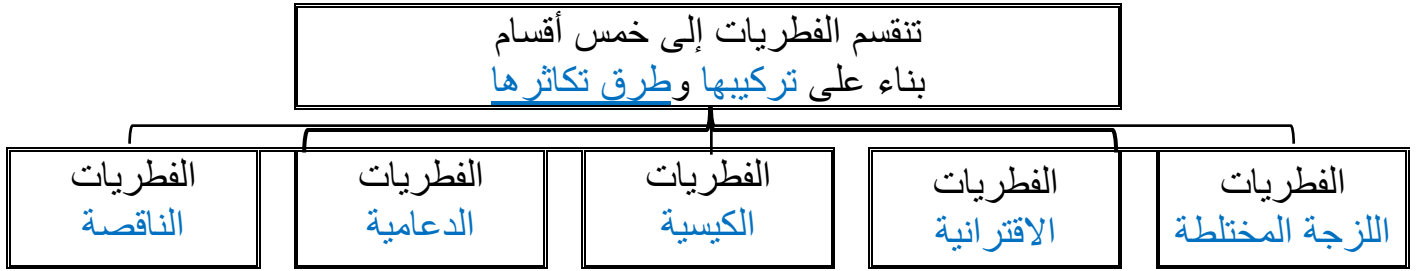 تنقسم الفطريات إلى خمس أقسام
بناء على تركيبها وطرق تكاثرها
الفطريات
اللزجة المختلطة
الفطريات
الاقترانية
الفطريات
الكيسية
الفطريات
الدعامية
الفطريات
الناقصة